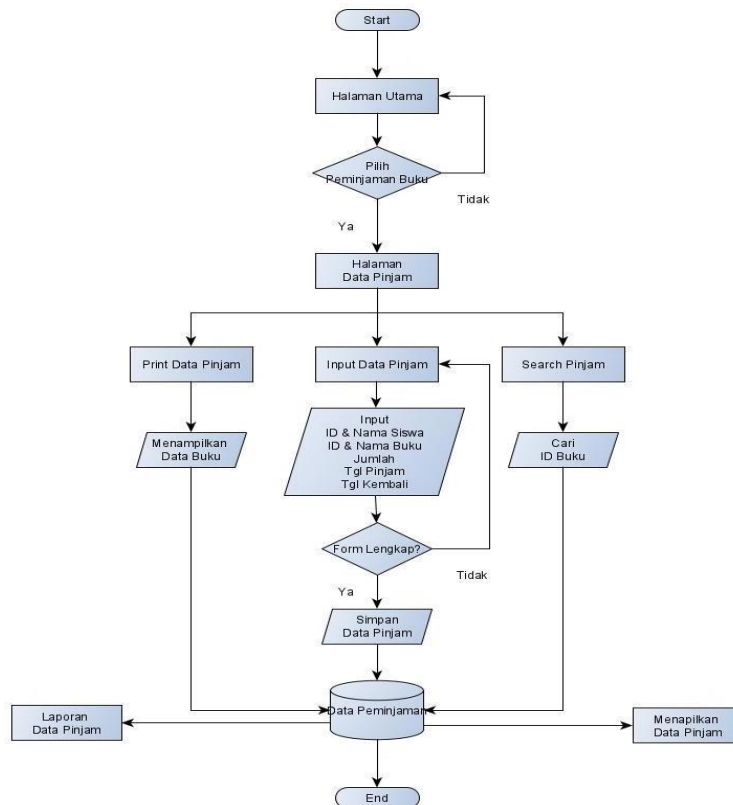 Start
Halaman Utama
Pilih
Peminjaman Buku
Tidak
Ya
Halaman
Data Pinjam
Print Data Pinjam
Input Data Pinjam
Search Pinjam
Menampilkan
Data Buku
Input
ID & Nama Siswa
ID & Nama Buku
Jumlah
Tgl Pinjam
Tgl Kembali
Cari
ID Buku
Form Lengkap?
Tidak
Ya
Simpan
Data Pinjam
Data Peminjaman
Laporan
Data Pinjam
Menapilkan
Data Pinjam
End